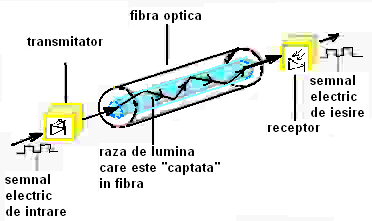 fibra optica
transmitator
semnal
electric
de iesire
receptor
raza de lumina
care este "captata"
in fibra
semnal
electric
de intrare